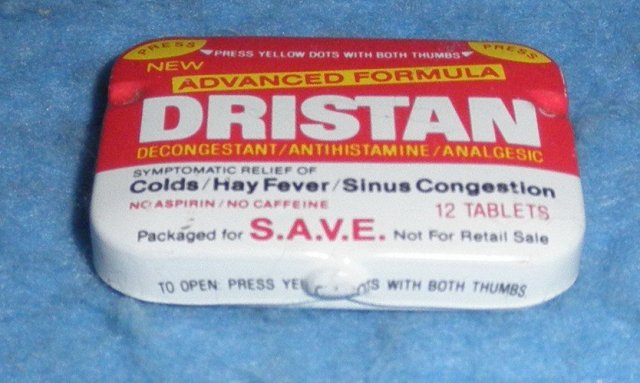 PRESS PRESS YELLOW DOTS WITH BOTH THUMBS PRESS
NEW
ADVANCED FORMULA
DRISTAN
DECONGESTANT/ANTIHISTAMINE/ANALGESIC
SYMPTOMATIC RELIEF OF
Colds/Hay Fever/Sinus Congestion
NO ASPIRIN/NO CAFFEINE
12 TABLETS
Packaged for S.A.V.E. Not For Retail Sale
TO OPEN: PRESS WITH BOTH THUMBS